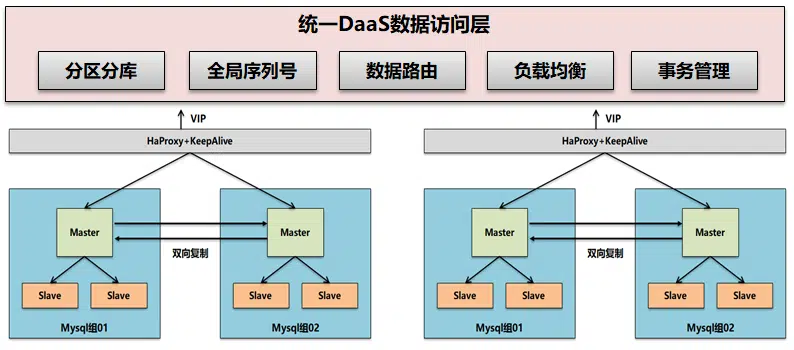 统一DaaS数据访问层
分区分库 全局序列号 数据路由 负载均衡 事务管理
VIP VIP
HaProxy+KeepAlive HaProxy+KeepAlive
Master Master Master Master
双向复制 双向复制
Slave Slave Slave Slave Slave Slave Slave Slave
Mysql组01 Mysql组02 Mysql组01 Mysql组02